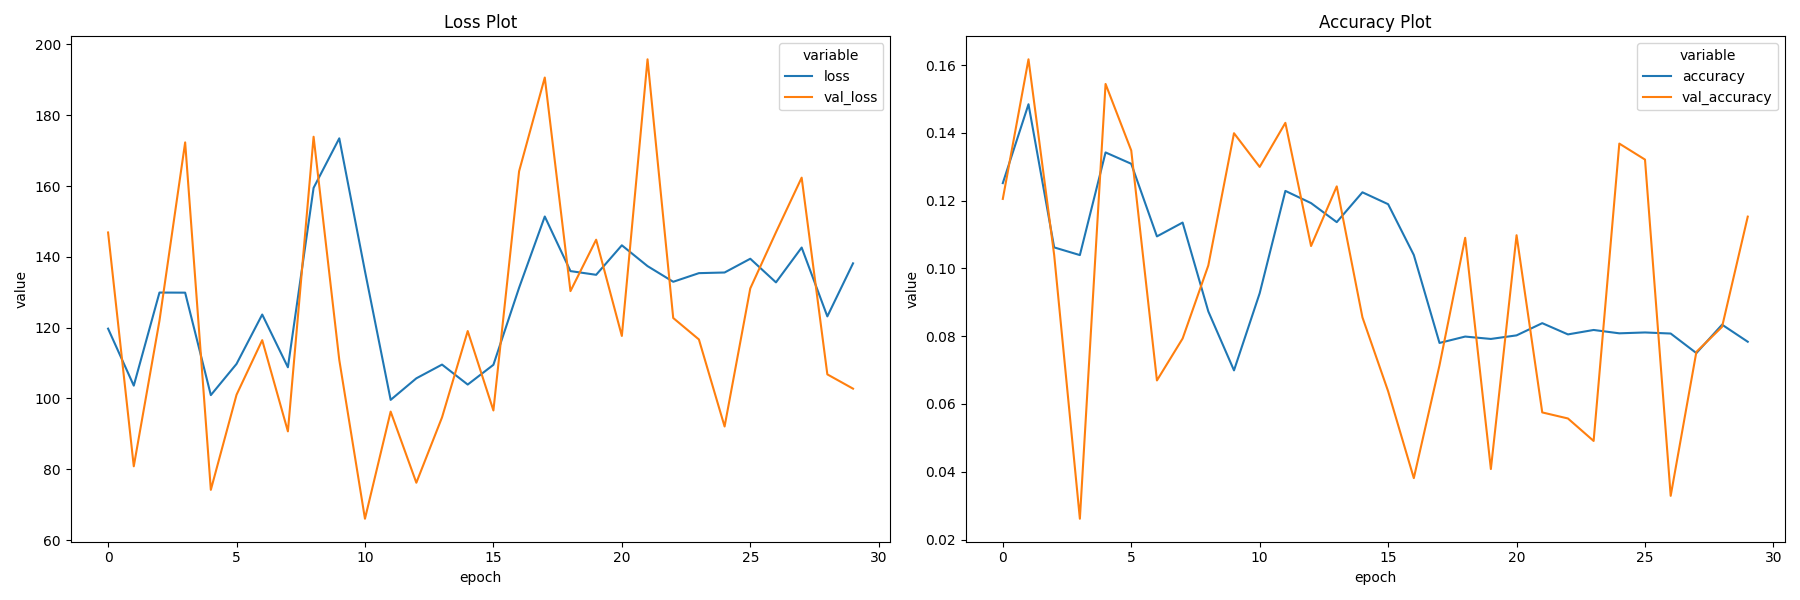 Loss Plot
200
180
160
140
120
100
80
60
value
0 5 10 15 20 25 30
epoch
variable
loss
val_loss
Accuracy Plot
0.16
0.14
0.12
0.10
0.08
0.06
0.04
0.02
value
0 5 10 15 20 25 30
epoch
variable
accuracy
val_accuracy